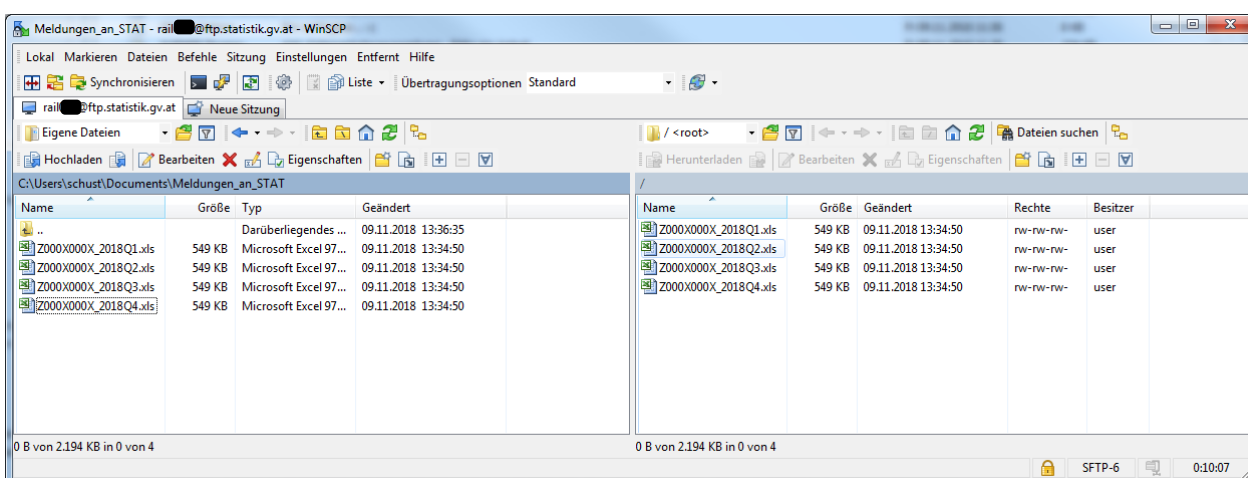 Meldungen_an_STAT - rail @ftp.statistik.gv.at - WinSCP
Lokal Markieren Dateien Befehle Sitzung Einstellungen Entfernt Hilfe
Synchronisieren Liste Übertragungsoptionen Standard
rail @ftp.statistik.gv.at Neue Sitzung
Eigene Dateien / <root> Dateien suchen
Hochladen Bearbeiten Eigenschaften Herunterladen Bearbeiten Eigenschaften
C:\Users\schust\Documents\Meldungen_an_STAT /
Name Größe Typ Geändert Name Größe Geändert Rechte Besitzer
.. Darüberliegendes ... 09.11.2018 13:36:35 Z000X000X_2018Q1.xls 549 KB 09.11.2018 13:34:50 rw-rw-rw- user
Z000X000X_2018Q1.xls 549 KB Microsoft Excel 97... 09.11.2018 13:34:50 Z000X000X_2018Q2.xls 549 KB 09.11.2018 13:34:50 rw-rw-rw- user
Z000X000X_2018Q2.xls 549 KB Microsoft Excel 97... 09.11.2018 13:34:50 Z000X000X_2018Q3.xls 549 KB 09.11.2018 13:34:50 rw-rw-rw- user
Z000X000X_2018Q3.xls 549 KB Microsoft Excel 97... 09.11.2018 13:34:50 Z000X000X_2018Q4.xls 549 KB 09.11.2018 13:34:50 rw-rw-rw- user
Z000X000X_2018Q4.xls 549 KB Microsoft Excel 97... 09.11.2018 13:34:50
0 B von 2.194 KB in 0 von 4 0 B von 2.194 KB in 0 von 4
SFTP-6 0:10:07